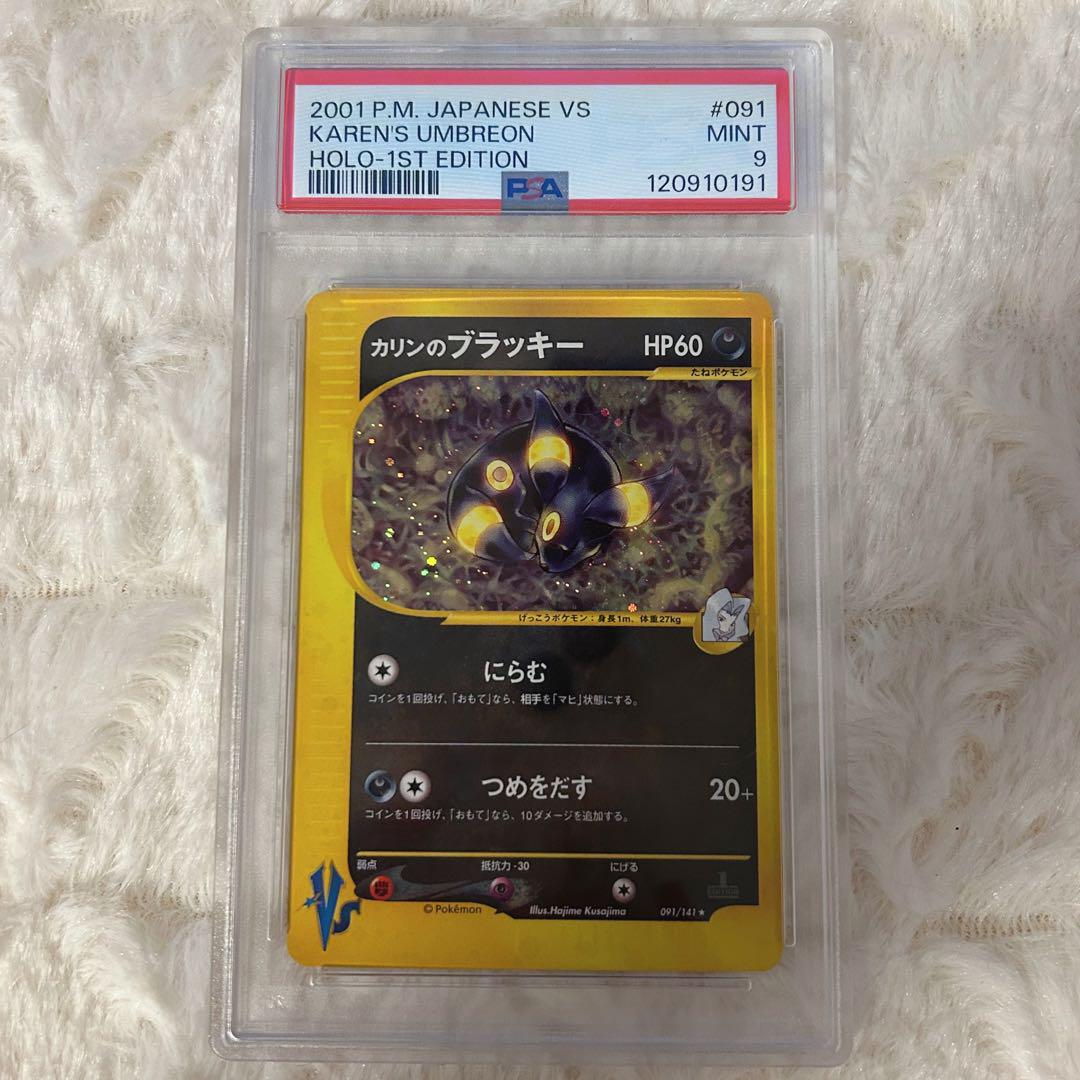 2001 P.M. JAPANESE VS #091
KAREN'S UMBREON MINT
HOLO-1ST EDITION 9
PSA 120910191
カリンのブラッキー HP60
たねポケモン
げっこうポケモン：身長1m、体重27kg
にらむ
コインを1回投げ、「おもて」なら、相手を「マヒ」状態にする。
つめをだす 20+
コインを1回投げ、「おもて」なら、10ダメージを追加する。
弱点 抵抗力-30 にげる
1 EDITION
VS
©Pokémon Illus.Hajime Kusajima 091/141★